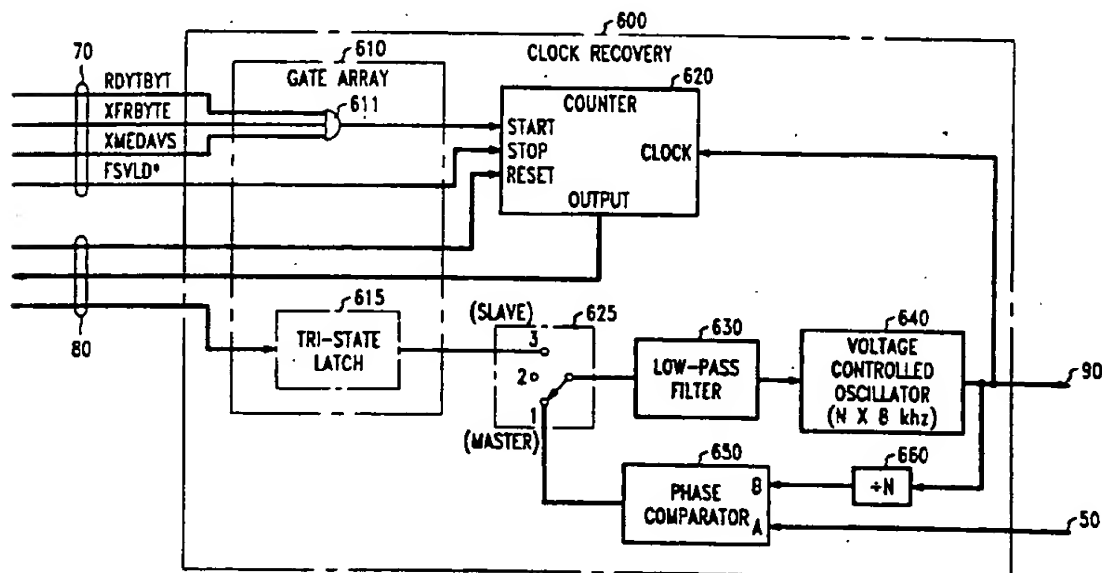 600
CLOCK RECOVERY
70
610
GATE ARRAY
620
COUNTER
RDYTBYT
611
XFRBYTE
START
XMEDAVS
STOP
CLOCK
FSVLD*
RESET
OUTPUT
615
(SLAVE)
625
630
640
TRI-STATE
LATCH
3
2
1
(MASTER)
LOW-PASS
FILTER
VOLTAGE
CONTROLLED
OSCILLATOR
(N X 8 khz)
90
80
650
660
PHASE
COMPARATOR
B
A
÷N
50